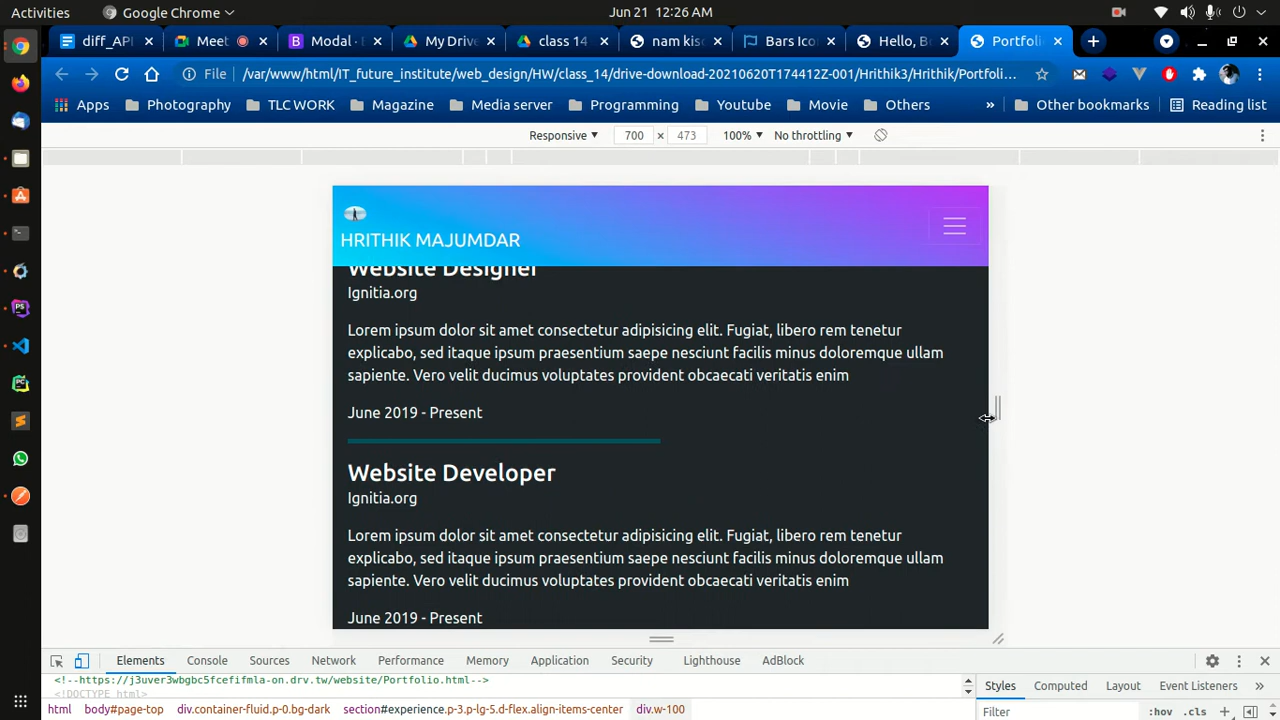 Activities Google Chrome Jun 21 12:26 AM
diff_API Meet Modal · B My Drive class 14 nam kisc Bars Icon Hello, B Portfolio
File /var/www/html/IT_future_institute/web_design/HW/class_14/drive-download-20210620T174412Z-001/Hrithik3/Hrithik/Portfoli...
Apps Photography TLC WORK Magazine Media server Programming Youtube Movie Others » Other bookmarks Reading list
Responsive 700 × 473 100% No throttling
HRITHIK MAJUMDAR
Website Designer
Ignitia.org
Lorem ipsum dolor sit amet consectetur adipisicing elit. Fugiat, libero rem tenetur
explicabo, sed itaque ipsum praesentium saepe nesciunt facilis minus doloremque ullam
sapiente. Vero velit ducimus voluptates provident obcaecati veritatis enim
June 2019 - Present
Website Developer
Ignitia.org
Lorem ipsum dolor sit amet consectetur adipisicing elit. Fugiat, libero rem tenetur
explicabo, sed itaque ipsum praesentium saepe nesciunt facilis minus doloremque ullam
sapiente. Vero velit ducimus voluptates provident obcaecati veritatis enim
June 2019 - Present
Elements Console Sources Network Performance Memory Application Security Lighthouse AdBlock
<!--https://j3uver3wbgbc5fcefifmla-on.drv.tw/website/Portfolio.html-->
<!DOCTYPE html>
html body#page-top div.container-fluid.p-0.bg-dark section#experience.p-3.p-lg-5.d-flex.align-items-center div.w-100
Styles Computed Layout Event Listeners »
Filter :hov .cls +